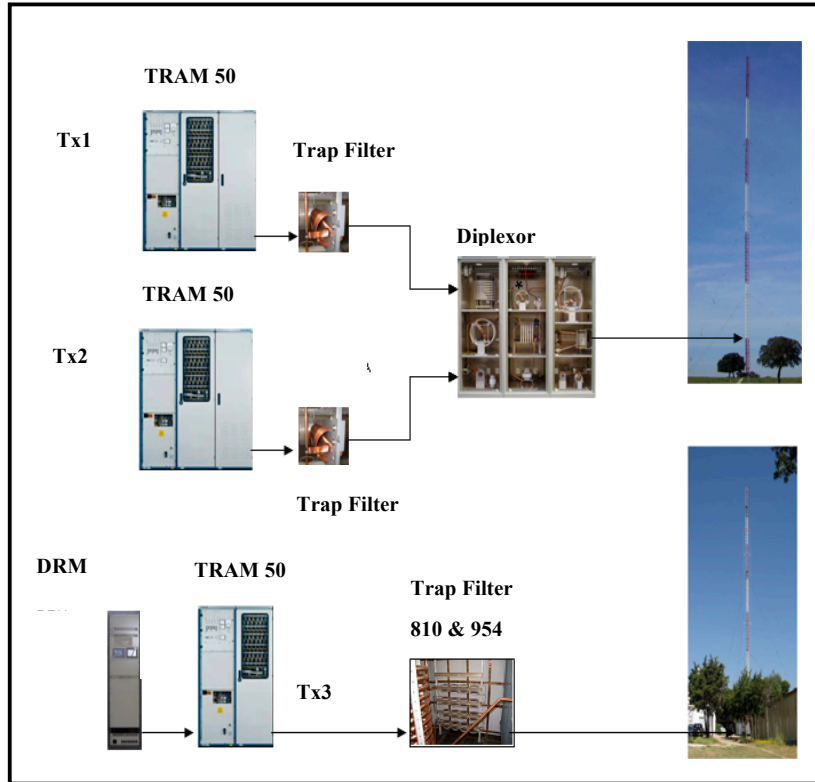 TRAM 50
Tx1
Trap Filter
Diplexor
TRAM 50
Tx2
Trap Filter
DRM
TRAM 50
Trap Filter
810 & 954
Tx3